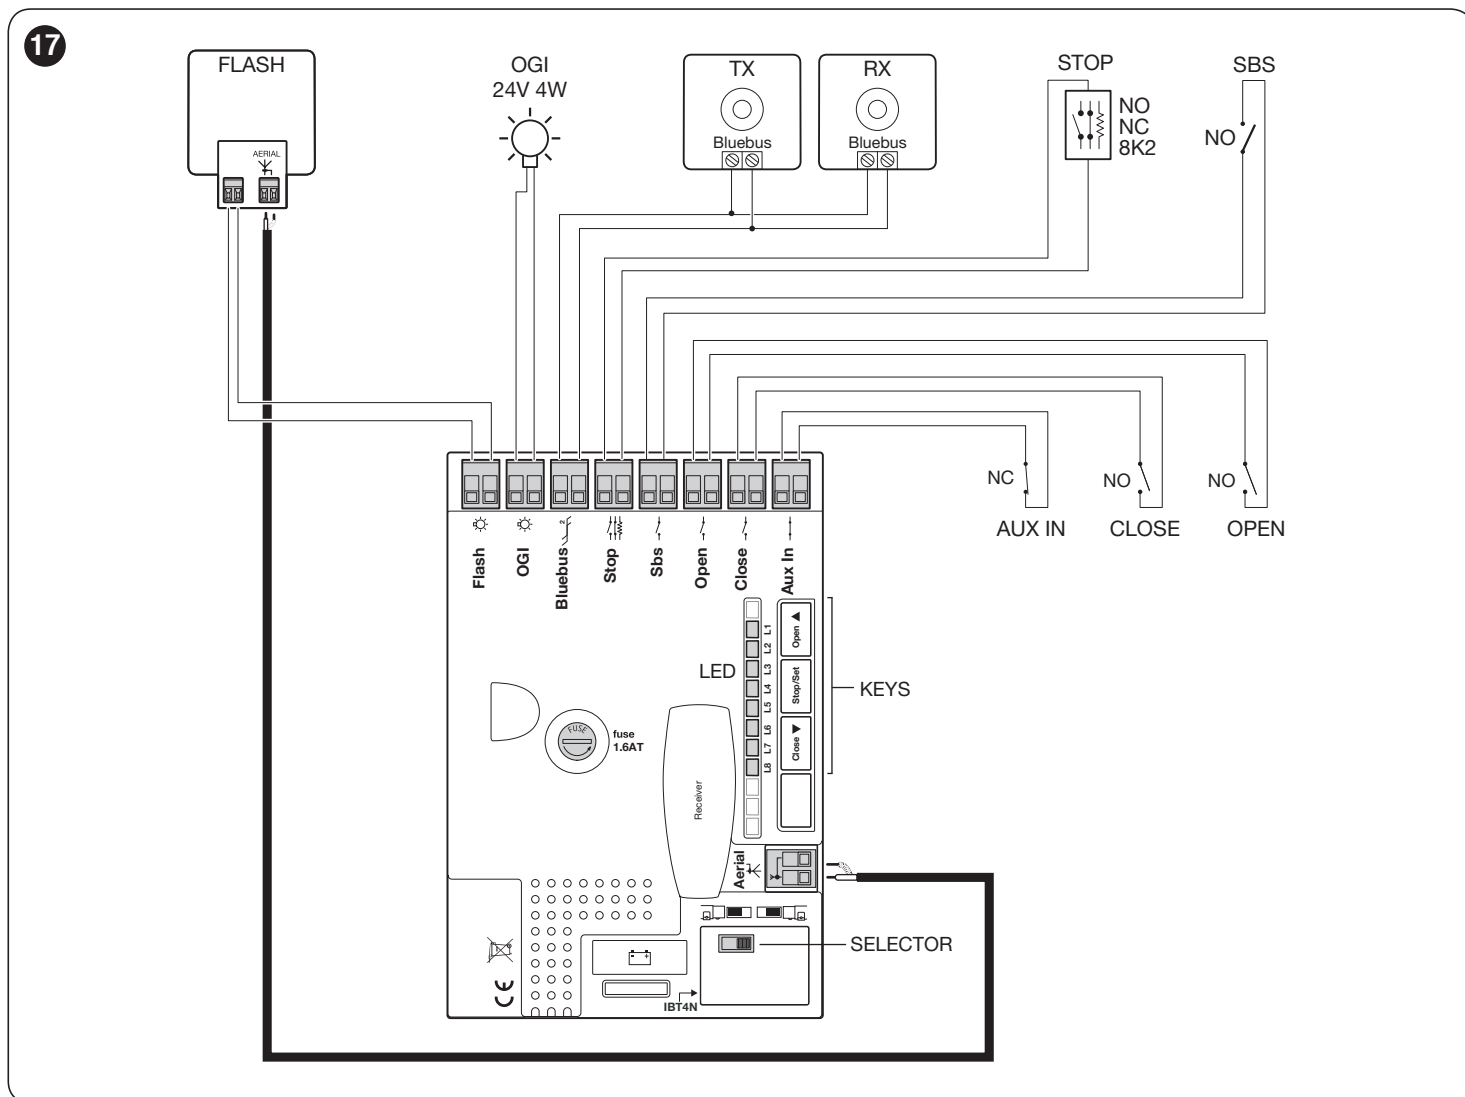 17
FLASH
AERIAL
OGI
24V 4W
TX
Bluebus
RX
Bluebus
STOP
NO
NC
8K2
SBS
NO
NC
AUX IN
NO
CLOSE
NO
OPEN
Flash
OGI
Bluebus
2
Stop
Sbs
Open
Close
Aux In
LED
L1
L2
L3
L4
L5
L6
L7
L8
Open ▲
Stop/Set
Close ▼
KEYS
FUSE
fuse
1.6AT
Receiver
Aerial
SELECTOR
IBT4N
CE